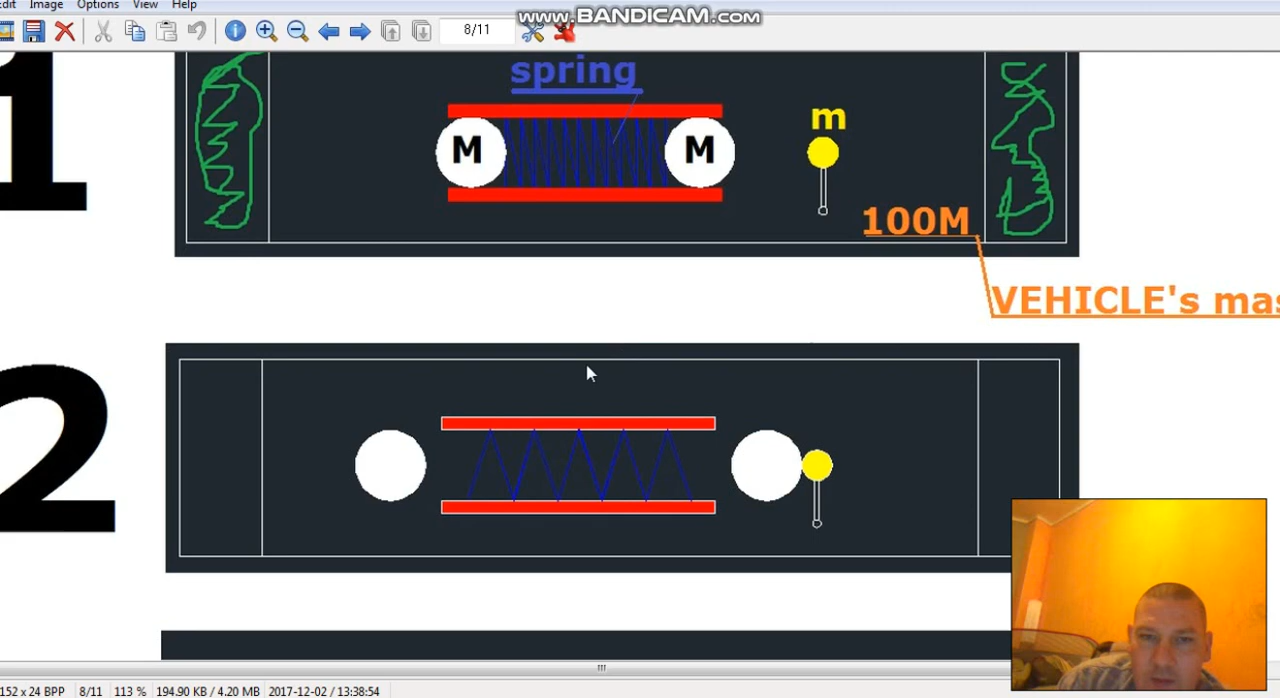 Edit Image Options View Help
www.BANDICAM.com
8/11
1
spring
M M m
100M
VEHICLE's mas
2
152 x 24 BPP 8/11 113 % 194.90 KB / 4.20 MB 2017-12-02 / 13:38:54